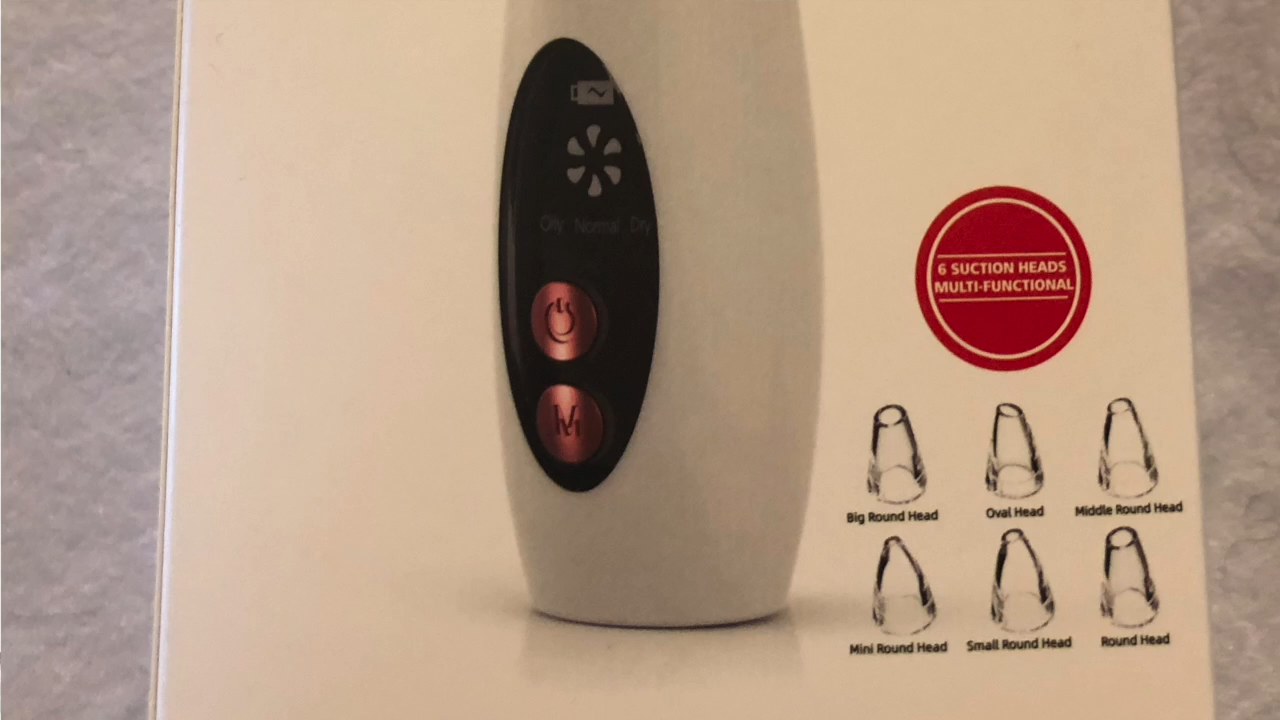 Oily Normal Dry
M
6 SUCTION HEADS
MULTI-FUNCTIONAL
Big Round Head
Oval Head
Middle Round Head
Mini Round Head
Small Round Head
Round Head